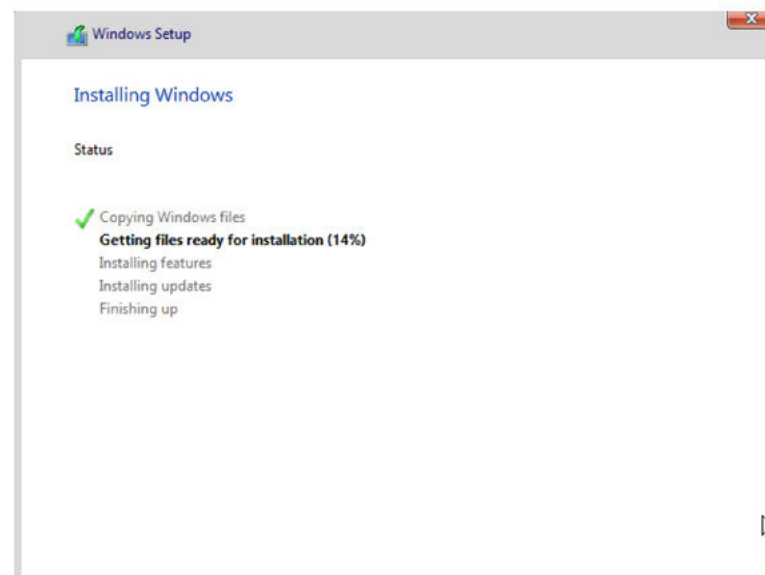 Windows Setup
Installing Windows
Status
Copying Windows files
Getting files ready for installation (14%)
Installing features
Installing updates
Finishing up